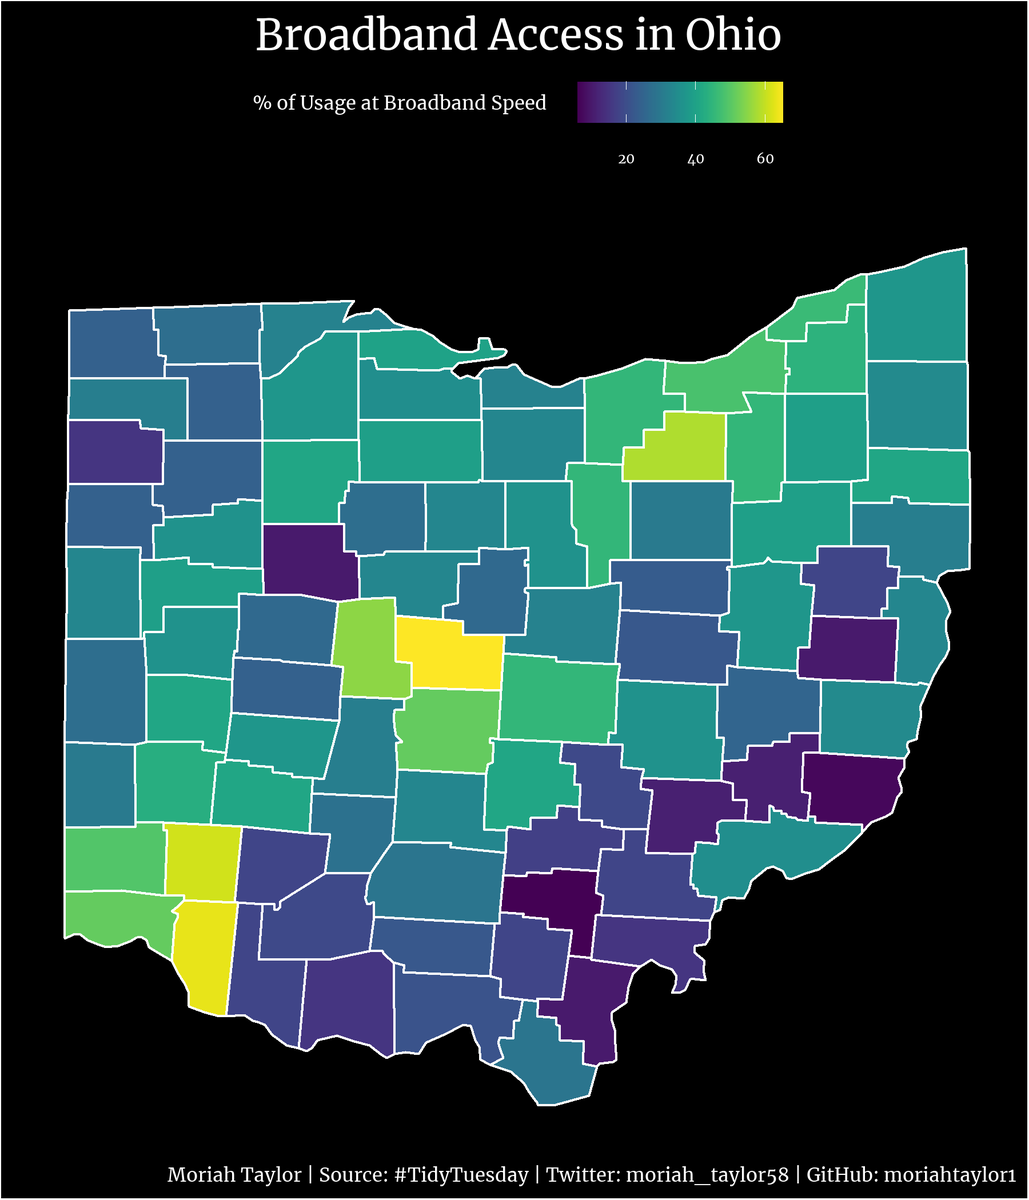 Broadband Access in Ohio
% of Usage at Broadband Speed
20 40 60
Moriah Taylor | Source: #TidyTuesday | Twitter: moriah_taylor58 | GitHub: moriahtaylor1